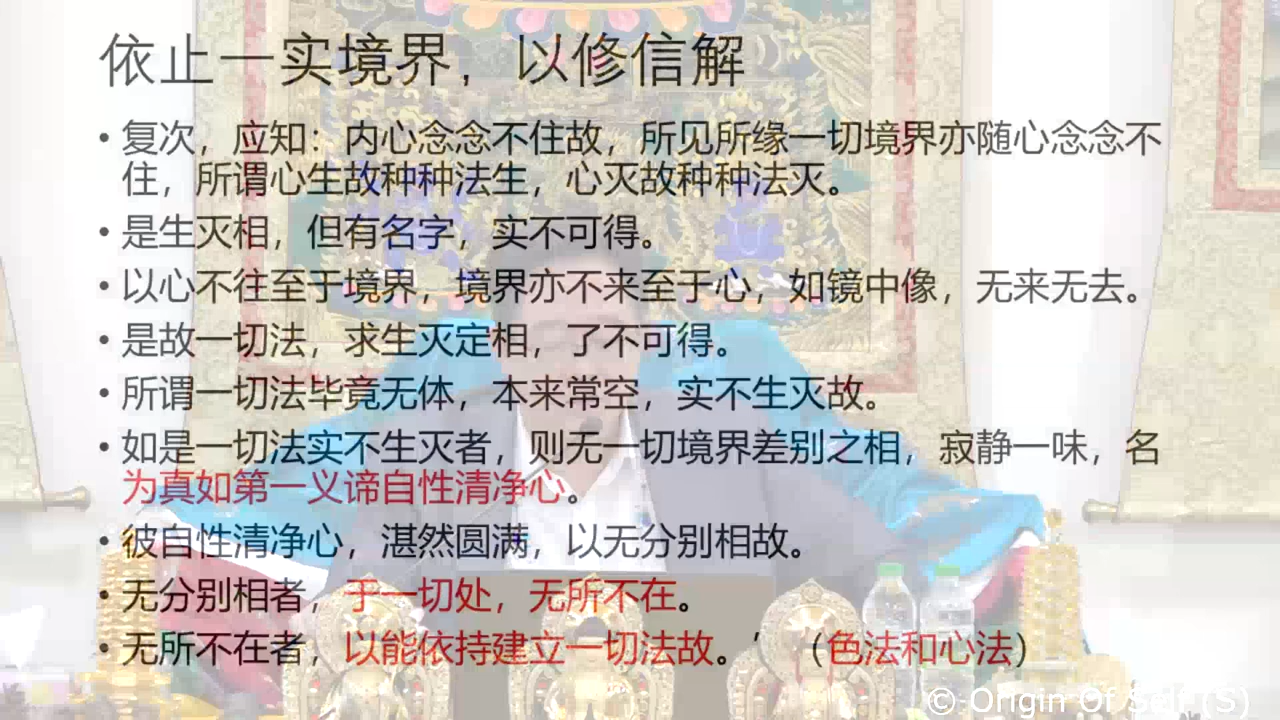 依止一实境界，以修信解
• 复次，应知：内心念念不住故，所见所缘一切境界亦随心念念不
住，所谓心生故种种法生，心灭故种种法灭。
• 是生灭相，但有名字，实不可得。
• 以心不往至于境界，境界亦不来至于心，如镜中像，无来无去。
• 是故一切法，求生灭定相，了不可得。
• 所谓一切法毕竟无体，本来常空，实不生灭故。
• 如是一切法实不生灭者，则无一切境界差别之相，寂静一味，名
为真如第一义谛自性清净心。
• 彼自性清净心，湛然圆满，以无分别相故。
• 无分别相者，于一切处，无所不在。
• 无所不在者，以能依持建立一切法故。’（色法和心法）
© Origin Of Self (S)